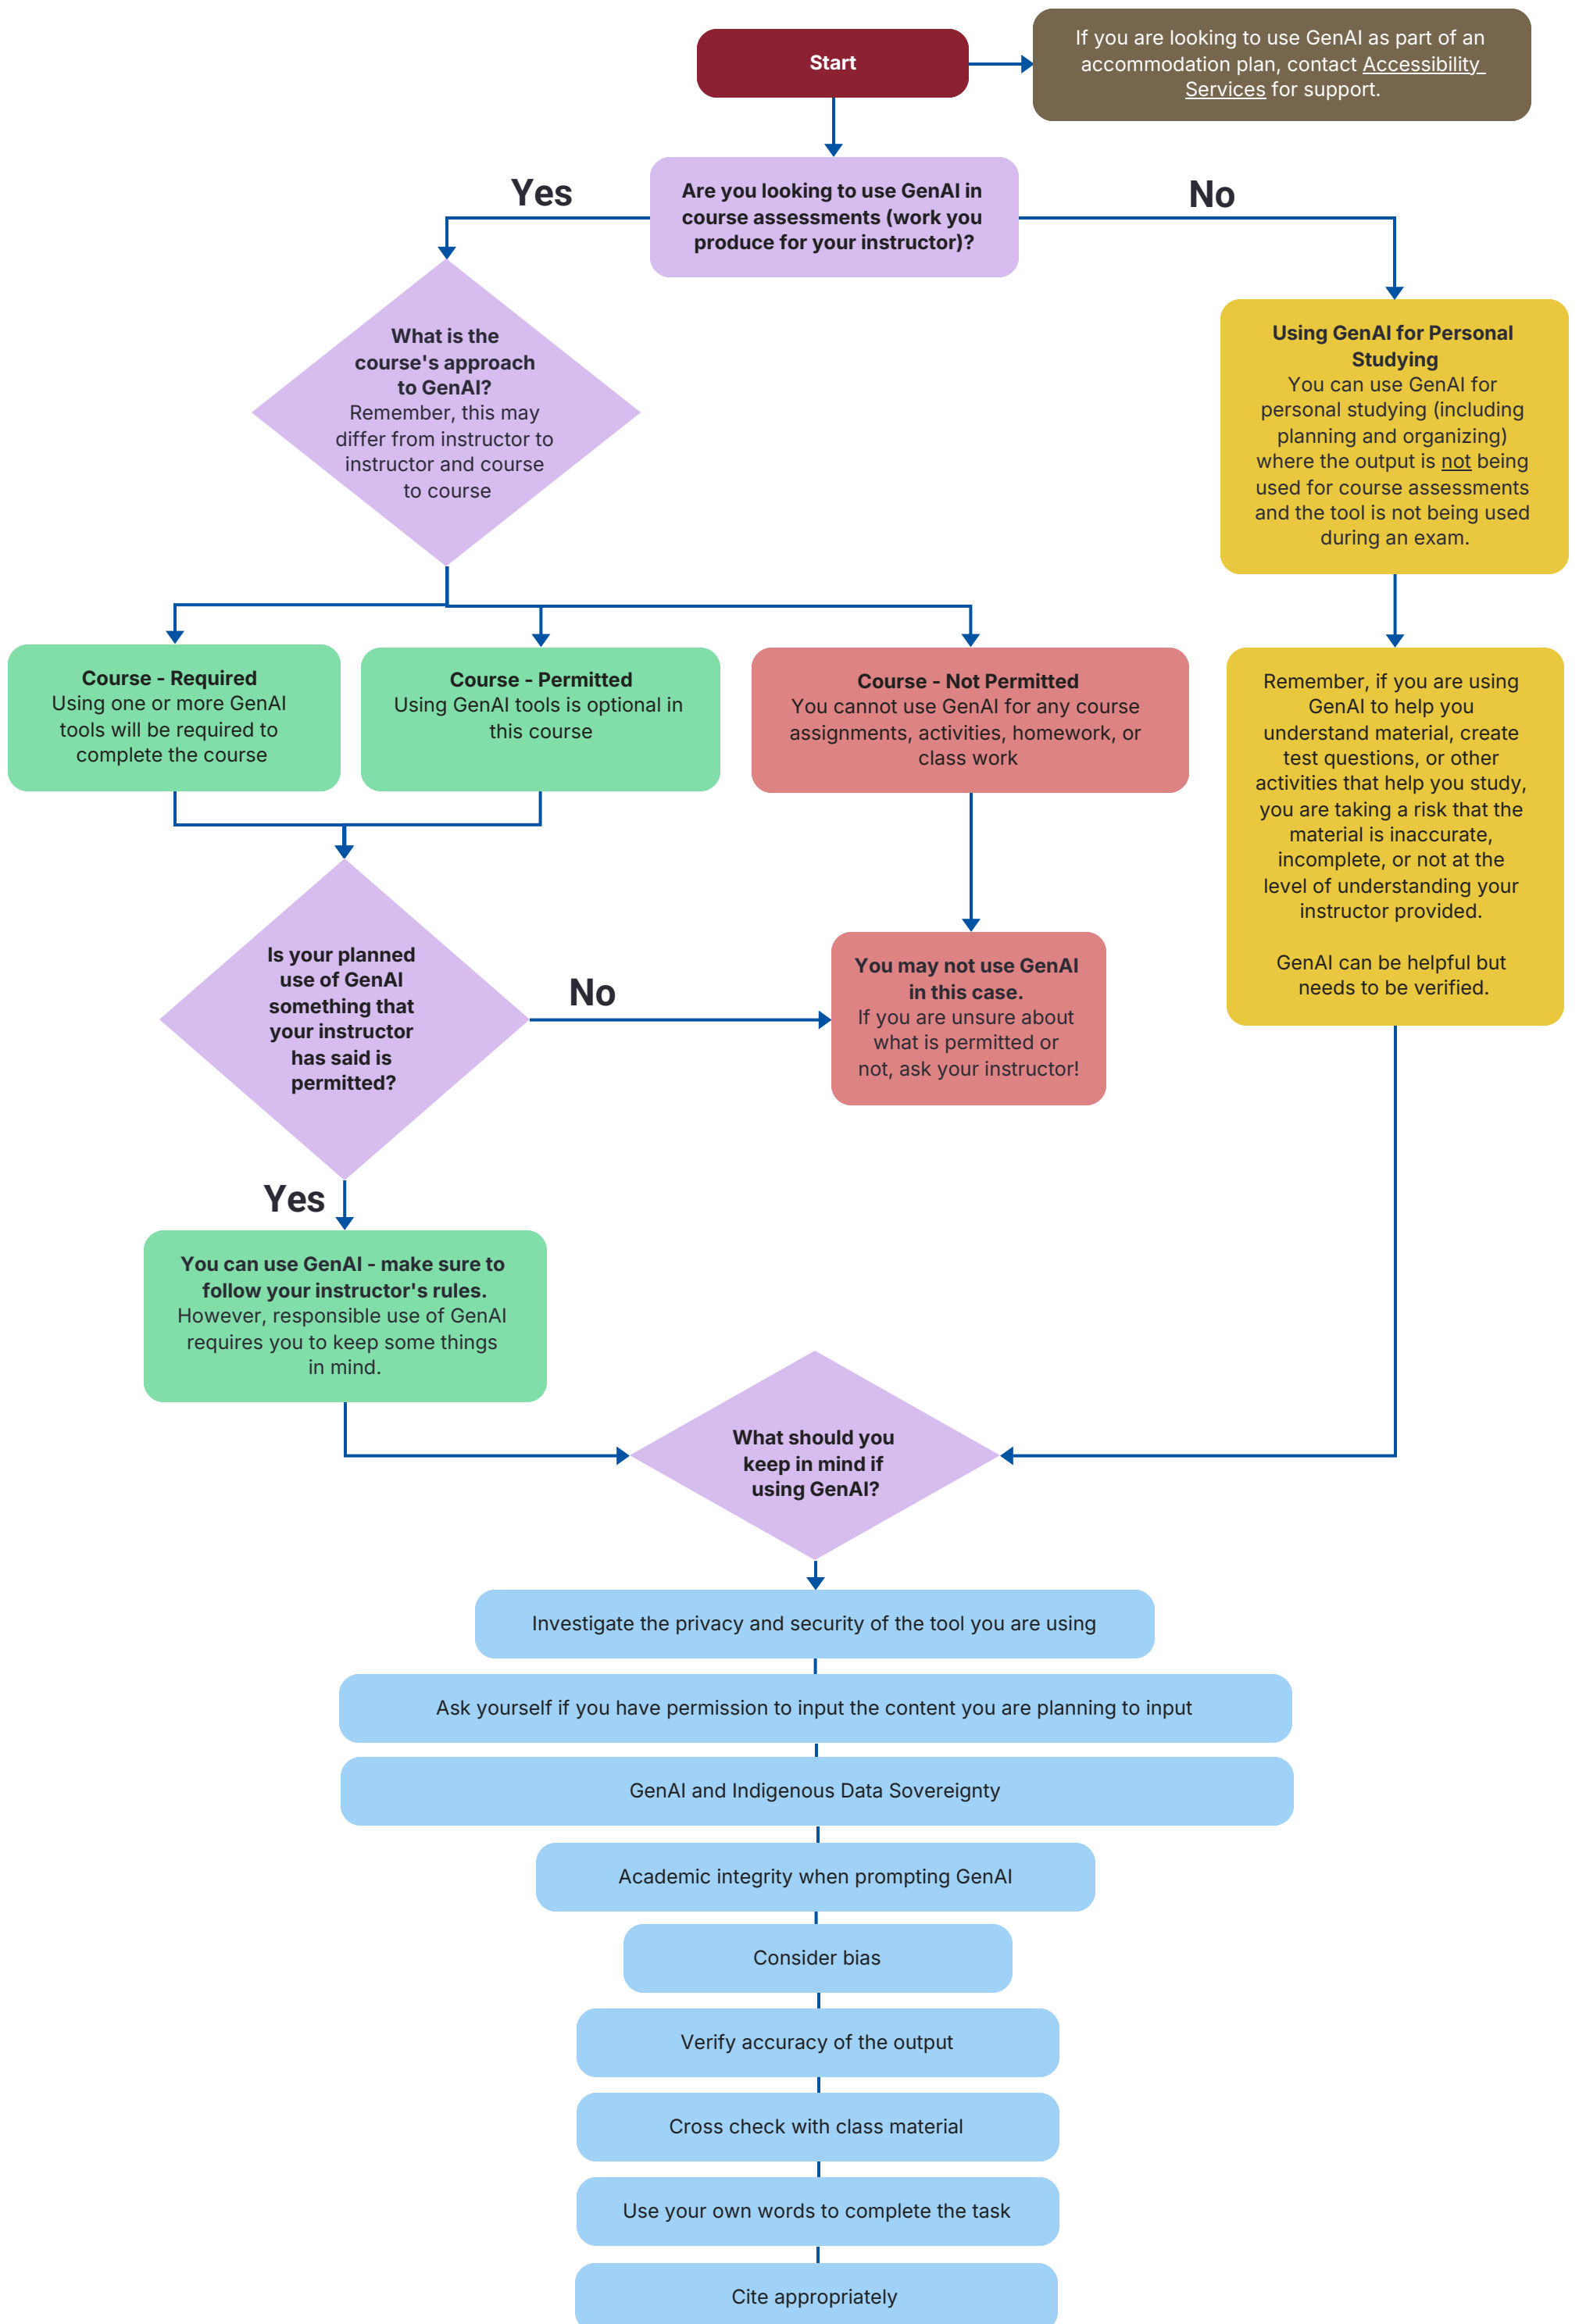 Start
If you are looking to use GenAI as part of an
accommodation plan, contact Accessibility
Services for support.
Are you looking to use GenAI in
course assessments (work you
produce for your instructor)?
Yes
No
What is the
course's approach
to GenAI?
Remember, this may
differ from instructor to
instructor and course
to course
Using GenAI for Personal
Studying
You can use GenAI for
personal studying (including
planning and organizing)
where the output is not being
used for course assessments
and the tool is not being used
during an exam.
Course - Required
Using one or more GenAI
tools will be required to
complete the course
Course - Permitted
Using GenAI tools is optional in
this course
Course - Not Permitted
You cannot use GenAI for any course
assignments, activities, homework, or
class work
Remember, if you are using
GenAI to help you
understand material, create
test questions, or other
activities that help you study,
you are taking a risk that the
material is inaccurate,
incomplete, or not at the
level of understanding your
instructor provided.
GenAI can be helpful but
needs to be verified.
Is your planned
use of GenAI
something that
your instructor
has said is
permitted?
No
You may not use GenAI
in this case.
If you are unsure about
what is permitted or
not, ask your instructor!
Yes
You can use GenAI - make sure to
follow your instructor's rules.
However, responsible use of GenAI
requires you to keep some things
in mind.
What should you
keep in mind if
using GenAI?
Investigate the privacy and security of the tool you are using
Ask yourself if you have permission to input the content you are planning to input
GenAI and Indigenous Data Sovereignty
Academic integrity when prompting GenAI
Consider bias
Verify accuracy of the output
Cross check with class material
Use your own words to complete the task
Cite appropriately